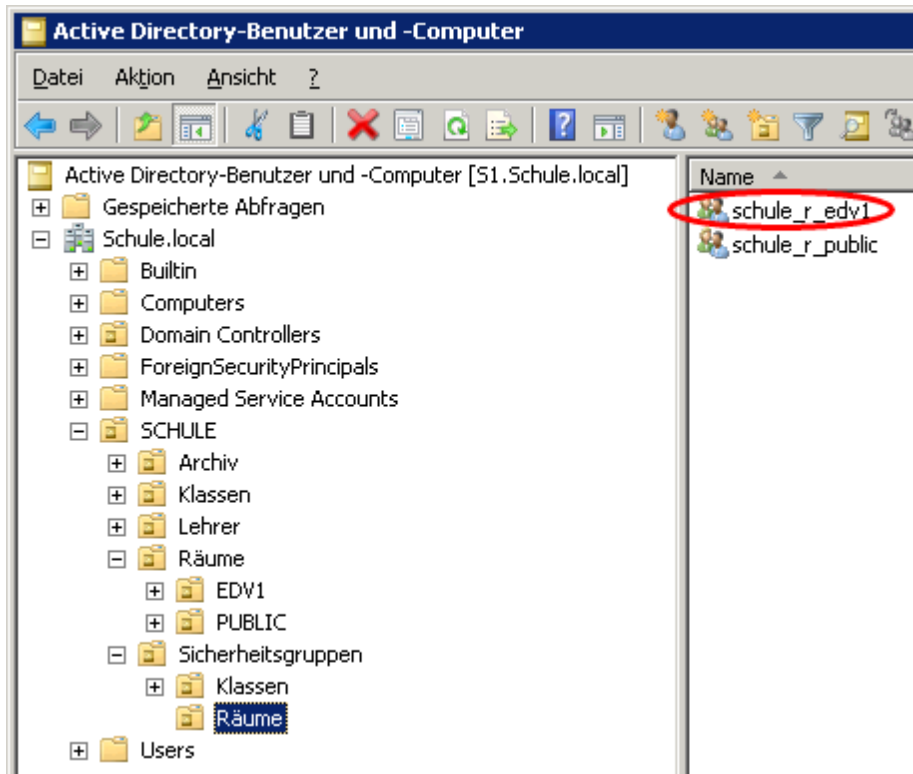 Active Directory-Benutzer und -Computer
Datei Aktion Ansicht ?
Active Directory-Benutzer und -Computer [S1.Schule.local]
Gespeicherte Abfragen
Schule.local
Builtin
Computers
Domain Controllers
ForeignSecurityPrincipals
Managed Service Accounts
SCHULE
Archiv
Klassen
Lehrer
Räume
EDV1
PUBLIC
Sicherheitsgruppen
Klassen
Räume
Users
Name
schule_r_edv1
schule_r_public